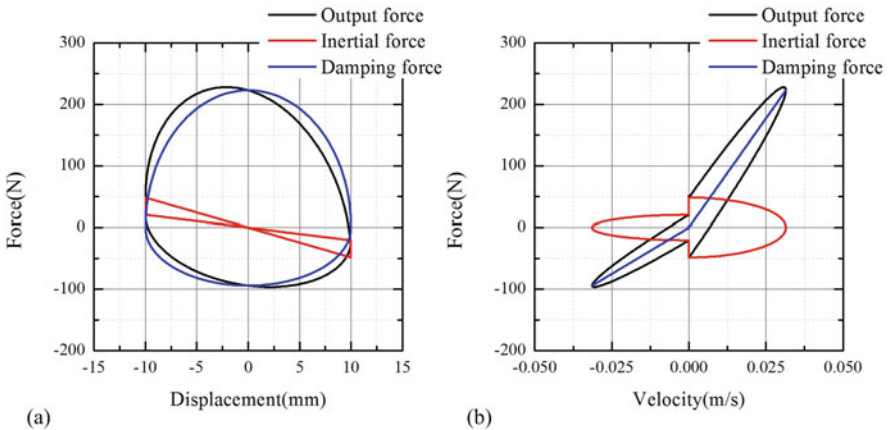 Output force
Inertial force
Damping force
300
200
100
0
-100
-200
Force(N)
-15 -10 -5 0 5 10 15
Displacement(mm)
(a)
Output force
Inertial force
Damping force
300
200
100
0
-100
-200
Force(N)
-0.050 -0.025 0.000 0.025 0.050
Velocity(m/s)
(b)